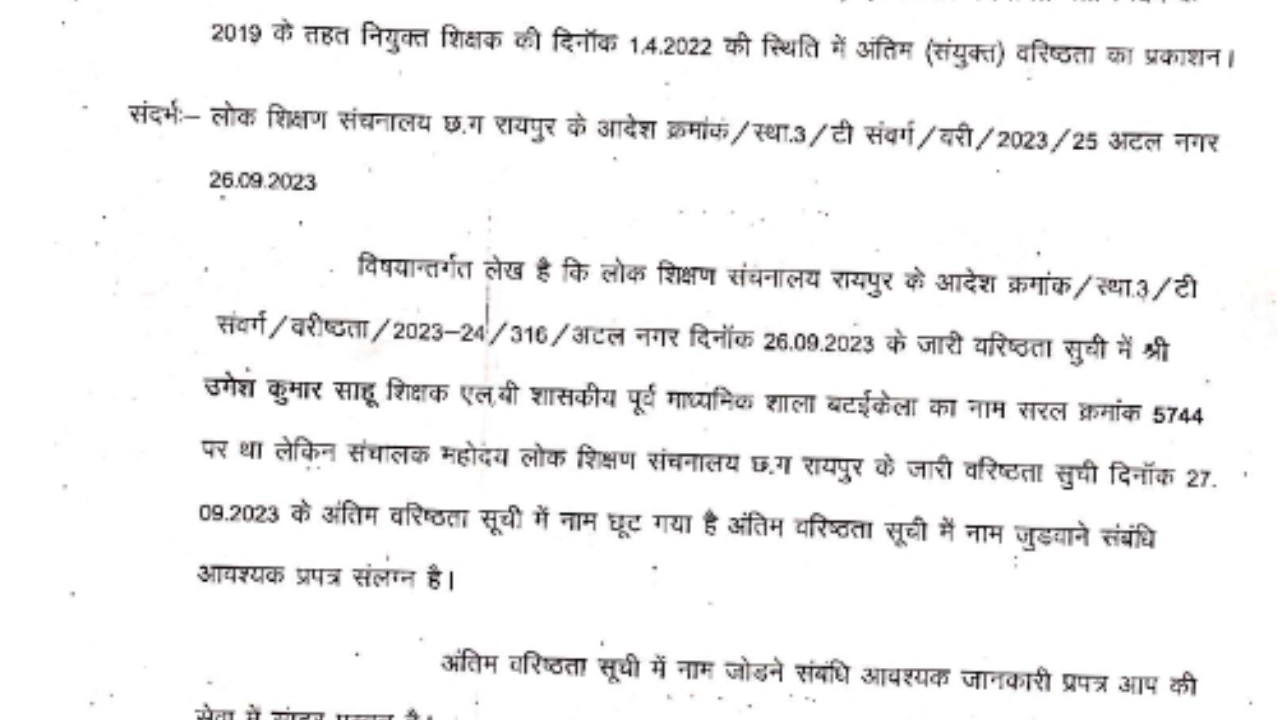 2019 के तहत नियुक्त शिक्षक की दिनॉक 1.4.2022 की स्थिति में अंतिम (संयुक्त) वरिष्ठता का प्रकाशन।
संदर्भः– लोक शिक्षण संचनालय छ.ग रायपुर के आदेश क्रमांक/स्था.3/टी संवर्ग/वरी/2023/25 अटल नगर
26.09.2023
विषयान्तर्गत लेख है कि लोक शिक्षण संचनालय रायपुर के आदेश क्रमांक/स्था.3/टी
संवर्ग/वरीष्ठता/2023–24/316/अटल नगर दिनॉक 26.09.2023 के जारी वरिष्ठता सुची में श्री
उगेश कुमार साहू शिक्षक एल.बी शासकीय पूर्व माध्यमिक शाला बटईकेला का नाम सरल क्रमांक 5744
पर था लेकिन संचालक महोदय लोक शिक्षण संचनालय छ.ग रायपुर के जारी वरिष्ठता सुची दिनॉक 27.
09.2023 के अंतिम वरिष्ठता सूची में नाम छूट गया है अंतिम वरिष्ठता सूची में नाम जुडवाने संबंधि
आवश्यक प्रपत्र संलग्न है।
अंतिम वरिष्ठता सूची में नाम जोडने संबंधि आवश्यक जानकारी प्रपत्र आप की
सेवा में सादर